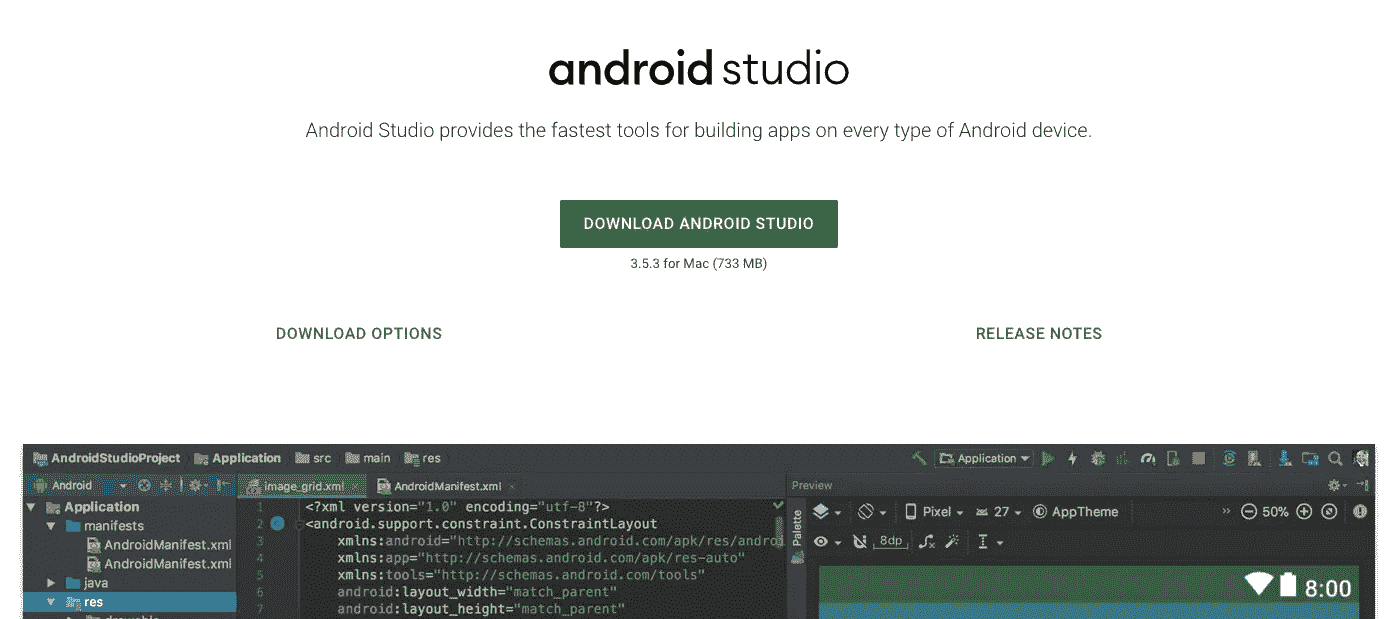 android studio
Android Studio provides the fastest tools for building apps on every type of Android device.
DOWNLOAD ANDROID STUDIO
3.5.3 for Mac (733 MB)
DOWNLOAD OPTIONS
RELEASE NOTES
AndroidStudioProject Application src main res Application
Android image_grid.xml AndroidManifest.xml Preview
Application
manifests
AndroidManifest.xml
AndroidManifest.xml
java
res
1 <?xml version="1.0" encoding="utf-8"?>
2 <android.support.constraint.ConstraintLayout
3 xmlns:android="http://schemas.android.com/apk/res/andro
4 xmlns:app="http://schemas.android.com/apk/res-auto"
5 xmlns:tools="http://schemas.android.com/tools"
6 android:layout_width="match_parent"
7 android:layout_height="match_parent"
Palette
Pixel 27 AppTheme » 50%
8dp
8:00